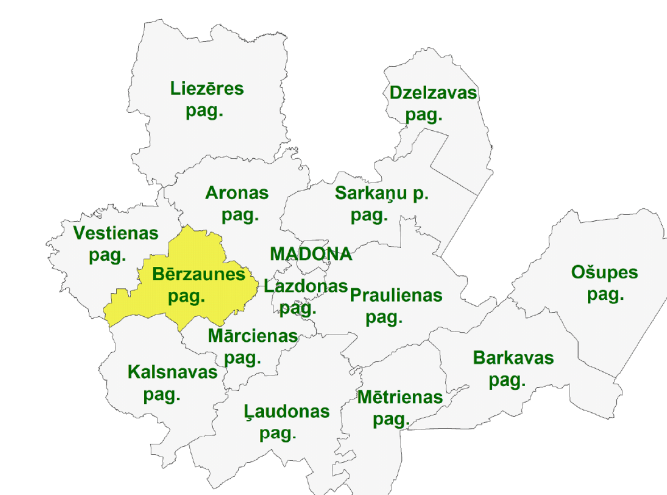 Liezēres
pag.
Dzelzavas
pag.
Aronas
pag.
Sarkaņu p.
pag.
Vestienas
pag.
MADONA
Bērzaunes
pag.
Lazdonas
pag.
Praulienas
pag.
Ošupes
pag.
Mārcienas
pag.
Kalsnavas
pag.
Barkavas
pag.
Ļaudonas
pag.
Mētrienas
pag.